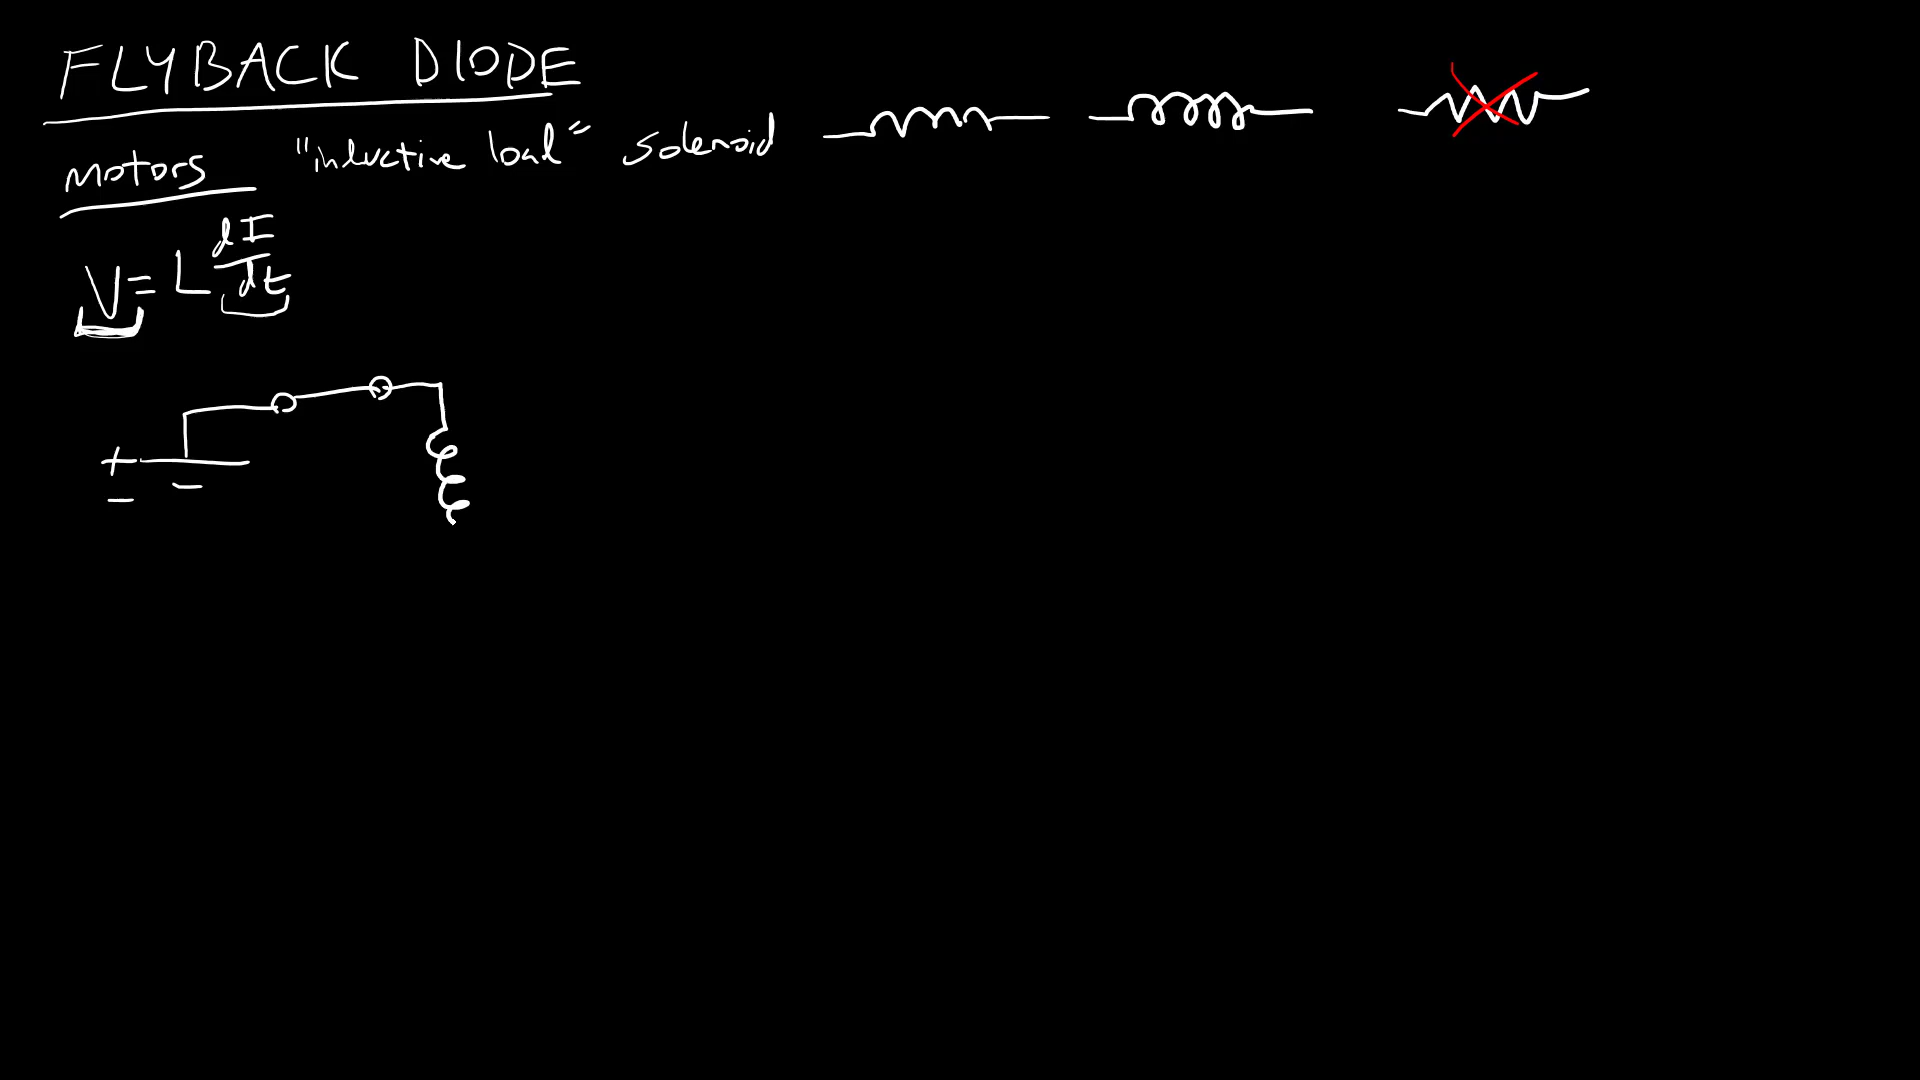 FLYBACK DIODE
motors "inductive load" solenoid
V = L dI/dt
+
-